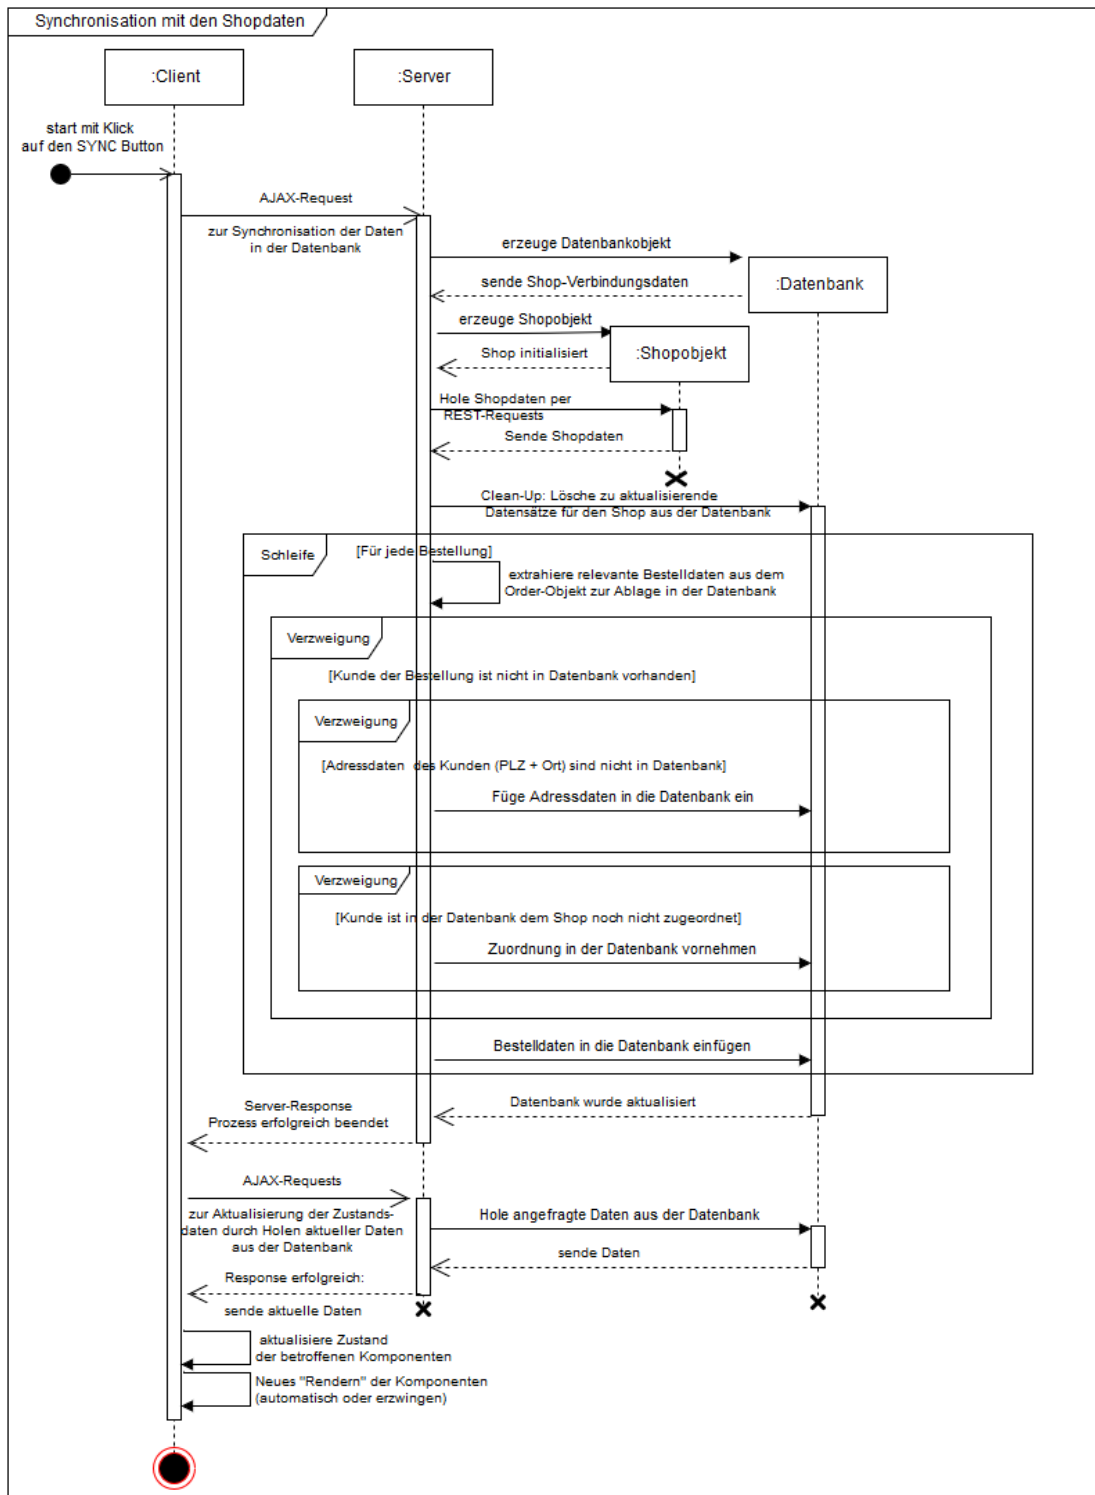 Synchronisation mit den Shopdaten
:Client
:Server
start mit Klick
auf den SYNC Button
AJAX-Request
zur Synchronisation der Daten
in der Datenbank
erzeuge Datenbankobjekt
:Datenbank
sende Shop-Verbindungsdaten
erzeuge Shopobjekt
:Shopobjekt
Shop initialisiert
Hole Shopdaten per
REST-Requests
Sende Shopdaten
Clean-Up: Lösche zu aktualisierende
Datensätze für den Shop aus der Datenbank
Schleife
[Für jede Bestellung]
extrahiere relevante Bestelldaten aus dem
Order-Objekt zur Ablage in der Datenbank
Verzweigung
[Kunde der Bestellung ist nicht in Datenbank vorhanden]
Verzweigung
[Adressdaten des Kunden (PLZ + Ort) sind nicht in Datenbank]
Füge Adressdaten in die Datenbank ein
Verzweigung
[Kunde ist in der Datenbank dem Shop noch nicht zugeordnet]
Zuordnung in der Datenbank vornehmen
Bestelldaten in die Datenbank einfügen
Datenbank wurde aktualisiert
Server-Response
Prozess erfolgreich beendet
AJAX-Requests
zur Aktualisierung der Zustands-
daten durch Holen aktueller Daten
aus der Datenbank
Hole angefragte Daten aus der Datenbank
sende Daten
Response erfolgreich:
sende aktuelle Daten
aktualisiere Zustand
der betroffenen Komponenten
Neues "Rendern" der Komponenten
(automatisch oder erzwingen)